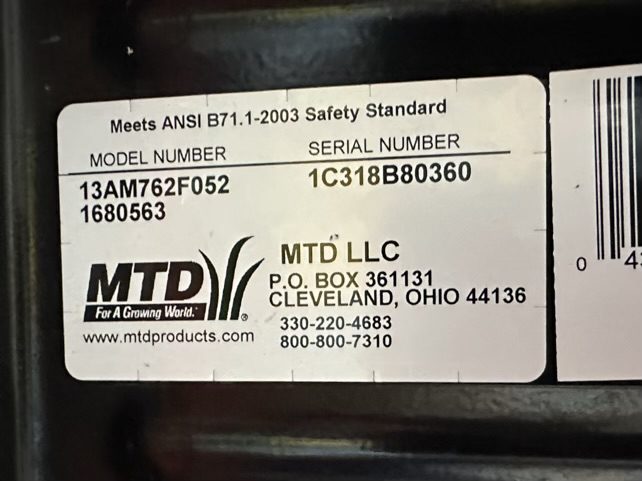 Meets ANSI B71.1-2003 Safety Standard
MODEL NUMBER SERIAL NUMBER
13AM762F052 1C318B80360
1680563
MTD
For A Growing World.
®
www.mtdproducts.com
MTD LLC
P.O. BOX 361131
CLEVELAND, OHIO 44136
330-220-4683
800-800-7310
0 4